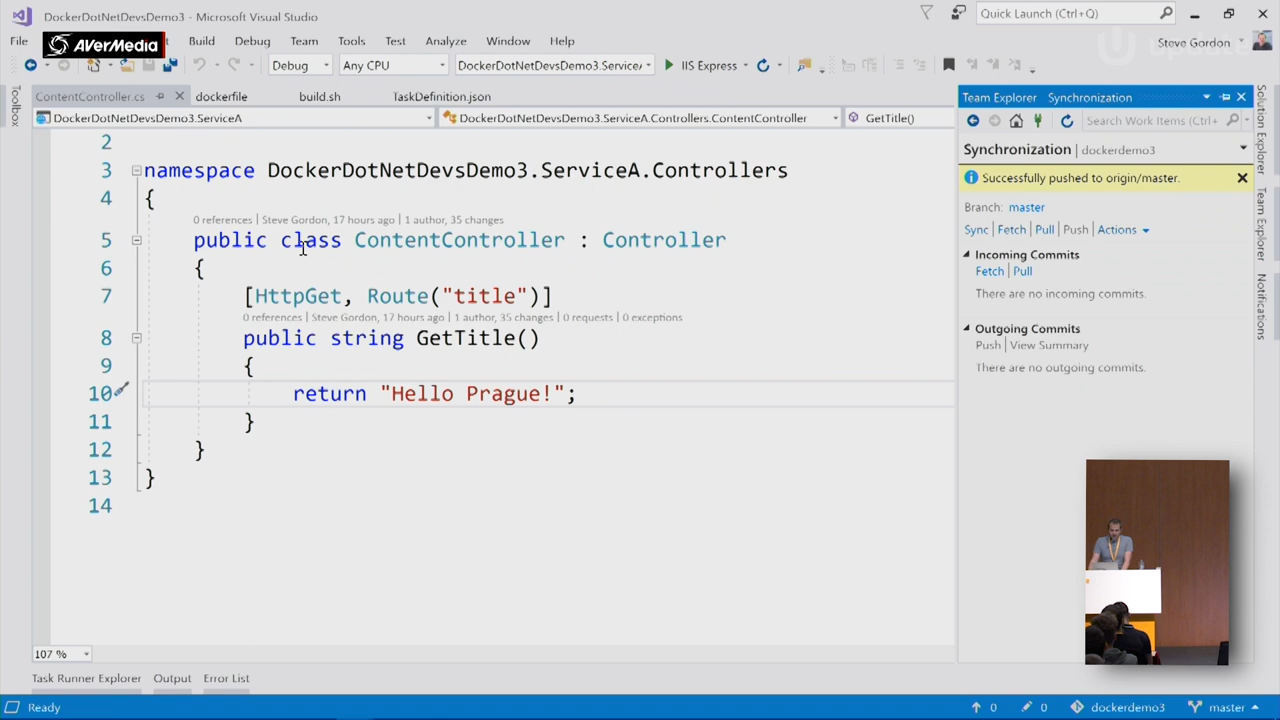 DockerDotNetDevsDemo3 - Microsoft Visual Studio
Quick Launch (Ctrl+Q)
File
AVerMedia
Build Debug Team Tools Test Analyze Window Help
Steve Gordon
Debug Any CPU DockerDotNetDevsDemo3.Service IIS Express
ContentController.cs dockerfile build.sh TaskDefinition.json
Toolbox
DockerDotNetDevsDemo3.ServiceA DockerDotNetDevsDemo3.ServiceA.Controllers.ContentController GetTitle()
2
3 namespace DockerDotNetDevsDemo3.ServiceA.Controllers
4 {
0 references | Steve Gordon, 17 hours ago | 1 author, 35 changes
5 public class ContentController : Controller
6 {
7 [HttpGet, Route("title")]
0 references | Steve Gordon, 17 hours ago | 1 author, 35 changes | 0 requests | 0 exceptions
8 public string GetTitle()
9 {
10 return "Hello Prague!";
11 }
12 }
13 }
14
107 %
Task Runner Explorer Output Error List
Team Explorer Synchronization
Search Work Items (Ctrl+
Synchronization | dockerdemo3
Successfully pushed to origin/master.
Branch: master
Sync | Fetch | Pull | Push | Actions
Incoming Commits
Fetch | Pull
There are no incoming commits.
Outgoing Commits
Push | View Summary
There are no outgoing commits.
Solution Explorer
Team Explorer
Notifications
Ready
0 0 dockerdemo3 master